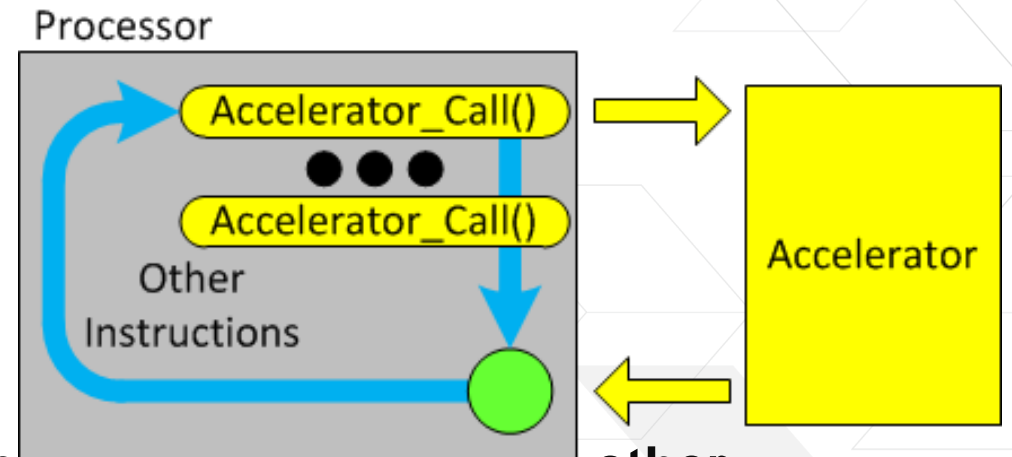 Processor
Accelerator_Call()
Accelerator_Call()
Other
Instructions
Accelerator